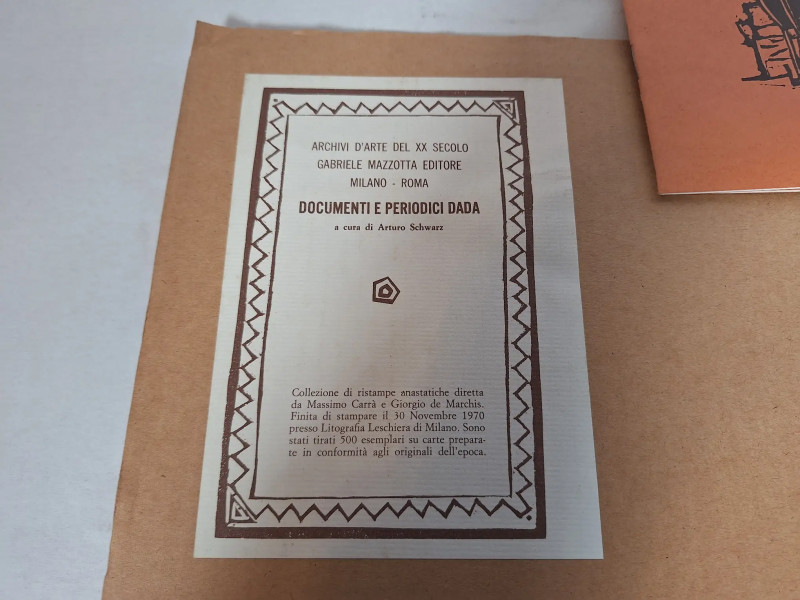 ARCHIVI D'ARTE DEL XX SECOLO
GABRIELE MAZZOTTA EDITORE
MILANO - ROMA
DOCUMENTI E PERIODICI DADA
a cura di Arturo Schwarz
Collezione di ristampe anastatiche diretta
da Massimo Carrà e Giorgio de Marchis.
Finita di stampare il 30 Novembre 1970
presso Litografia Leschiera di Milano. Sono
stati tirati 500 esemplari su carte prepara-
te in conformità agli originali dell'epoca.